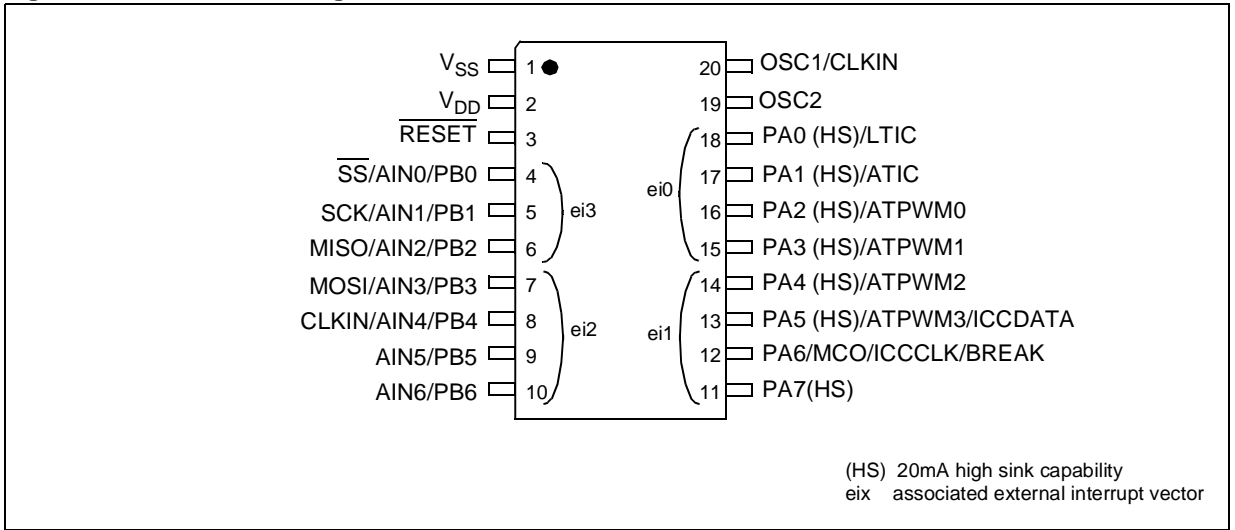 V_SS 1 20 OSC1/CLKIN
V_DD 2 19 OSC2
R̅E̅S̅E̅T̅ 3 18 PA0 (HS)/LTIC
S̅S̅/AIN0/PB0 4 17 PA1 (HS)/ATIC
ei0
SCK/AIN1/PB1 5 ei3 16 PA2 (HS)/ATPWM0
MISO/AIN2/PB2 6 15 PA3 (HS)/ATPWM1
MOSI/AIN3/PB3 7 14 PA4 (HS)/ATPWM2
CLKIN/AIN4/PB4 8 ei2 ei1 13 PA5 (HS)/ATPWM3/ICCDATA
AIN5/PB5 9 12 PA6/MCO/ICCCLK/BREAK
AIN6/PB6 10 11 PA7(HS)
(HS) 20mA high sink capability
eix associated external interrupt vector